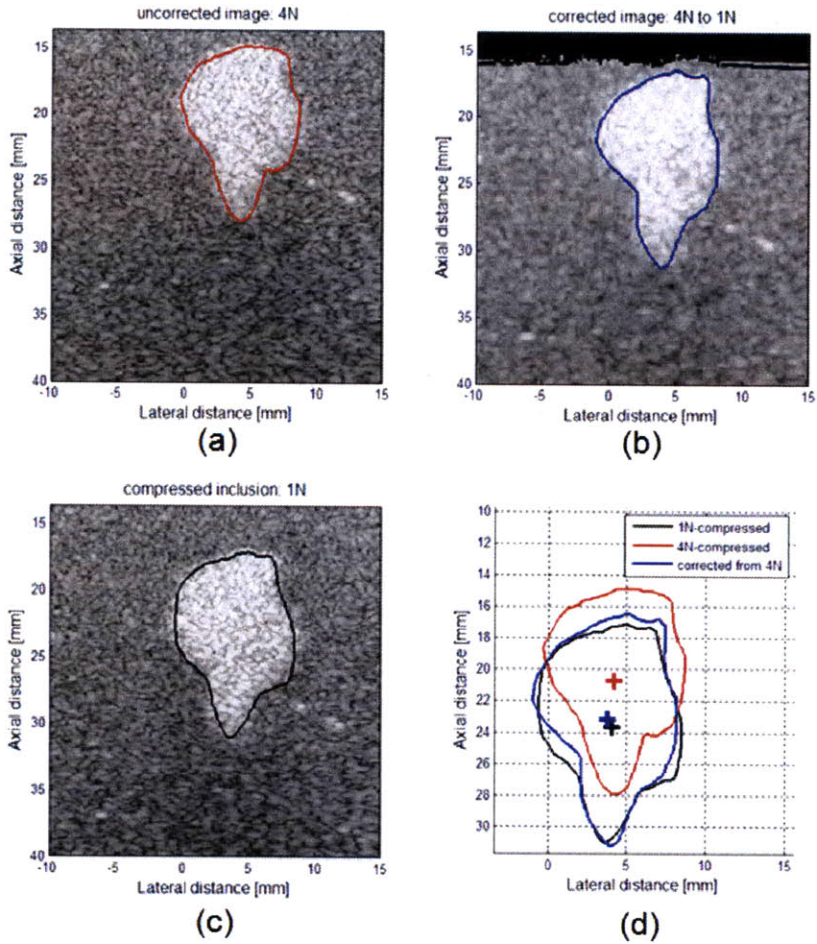 uncorrected image: 4N
15
20
25
30
35
40
-10
-5
0
5
10
15
Axial distance [mm]
Lateral distance [mm]
(a)
corrected image: 4N to 1N
15
20
25
30
35
40
-10
-5
0
5
10
15
Axial distance [mm]
Lateral distance [mm]
(b)
compressed inclusion: 1N
15
20
25
30
35
40
-10
-5
0
5
10
15
Axial distance [mm]
Lateral distance [mm]
(c)
1N-compressed
4N-compressed
corrected from 4N
10
12
14
16
18
20
22
24
26
28
30
0
5
10
15
Axial distance [mm]
Lateral distance [mm]
(d)